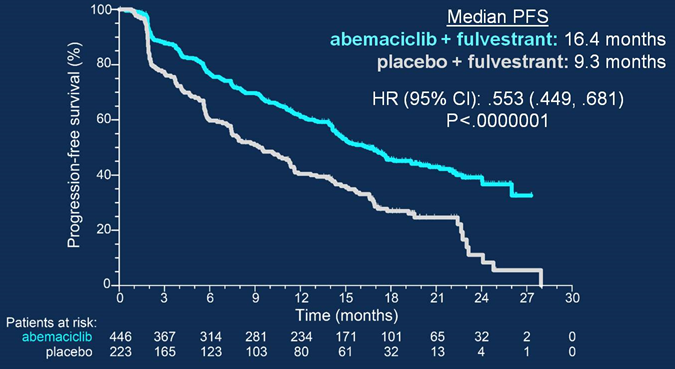 Median PFS
abemaciclib + fulvestrant: 16.4 months
placebo + fulvestrant: 9.3 months
HR (95% CI): .553 (.449, .681)
P<.0000001
Progression-free survival (%)
100
80
60
40
20
0
0 3 6 9 12 15 18 21 24 27 30
Time (months)
Patients at risk:
abemaciclib 446 367 314 281 234 171 101 65 32 2 0
placebo 223 165 123 103 80 61 32 13 4 1 0